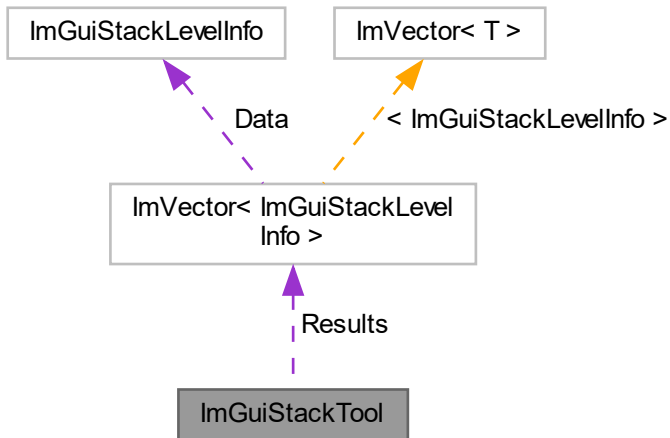 ImGuiStackLevelInfo
ImVector< T >
Data
< ImGuiStackLevelInfo >
ImVector< ImGuiStackLevel
Info >
Results
ImGuiStackTool